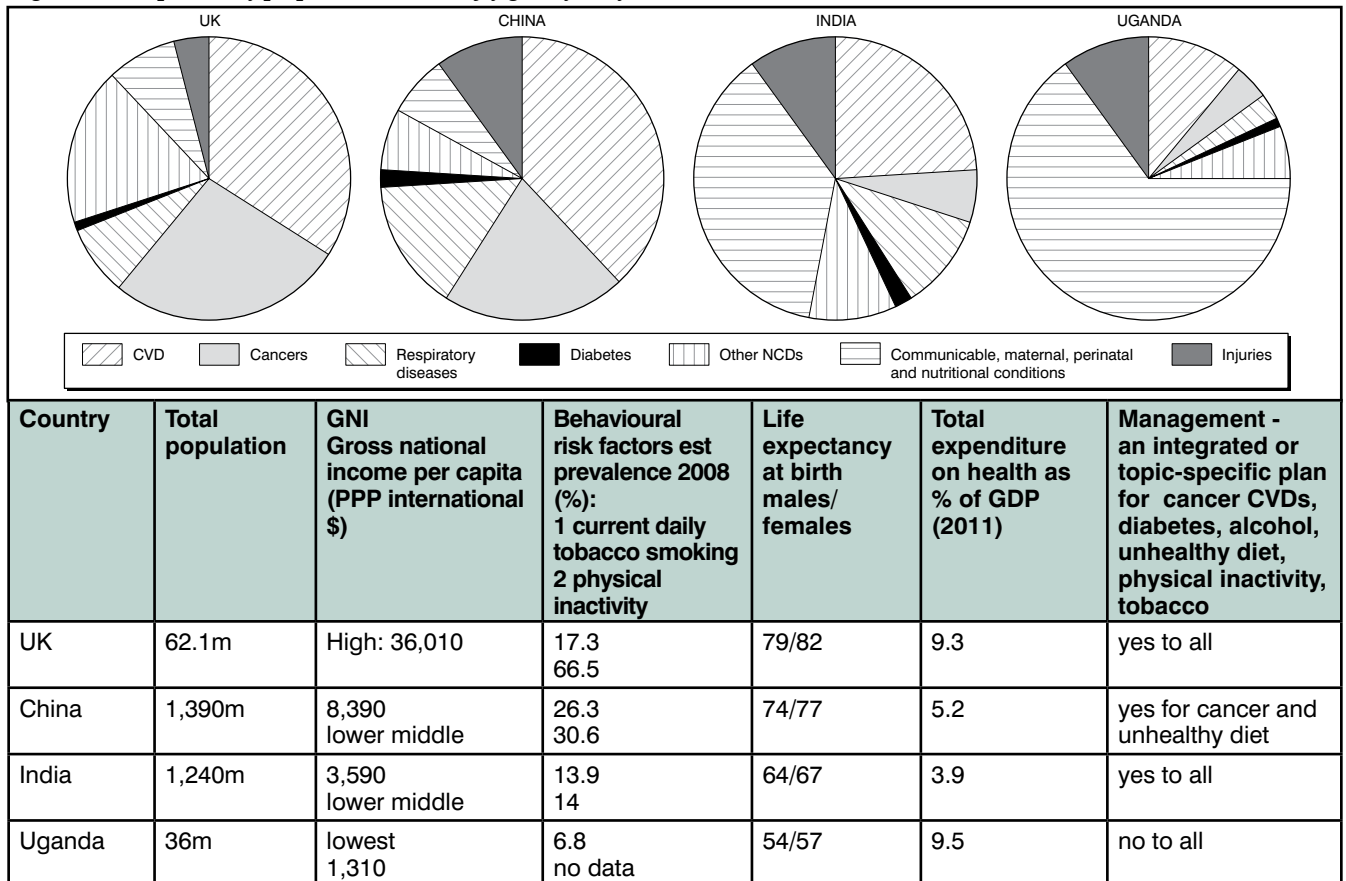 UK
CHINA
INDIA
UGANDA
CVD
Cancers
Respiratory
diseases
Diabetes
Other NCDs
Communicable, maternal, perinatal
and nutritional conditions
Injuries
Country
Total
population
GNI
Gross national
income per capita
(PPP international
$)
Behavioural
risk factors est
prevalence 2008
(%):
1 current daily
tobacco smoking
2 physical
inactivity
Life
expectancy
at birth
males/
females
Total
expenditure
on health as
% of GDP
(2011)
Management -
an integrated or
topic-specific plan
for cancer CVDs,
diabetes, alcohol,
unhealthy diet,
physical inactivity,
tobacco
UK
62.1m
High: 36,010
17.3
66.5
79/82
9.3
yes to all
China
1,390m
8,390
lower middle
26.3
30.6
74/77
5.2
yes for cancer and
unhealthy diet
India
1,240m
3,590
lower middle
13.9
14
64/67
3.9
yes to all
Uganda
36m
lowest
1,310
6.8
no data
54/57
9.5
no to all